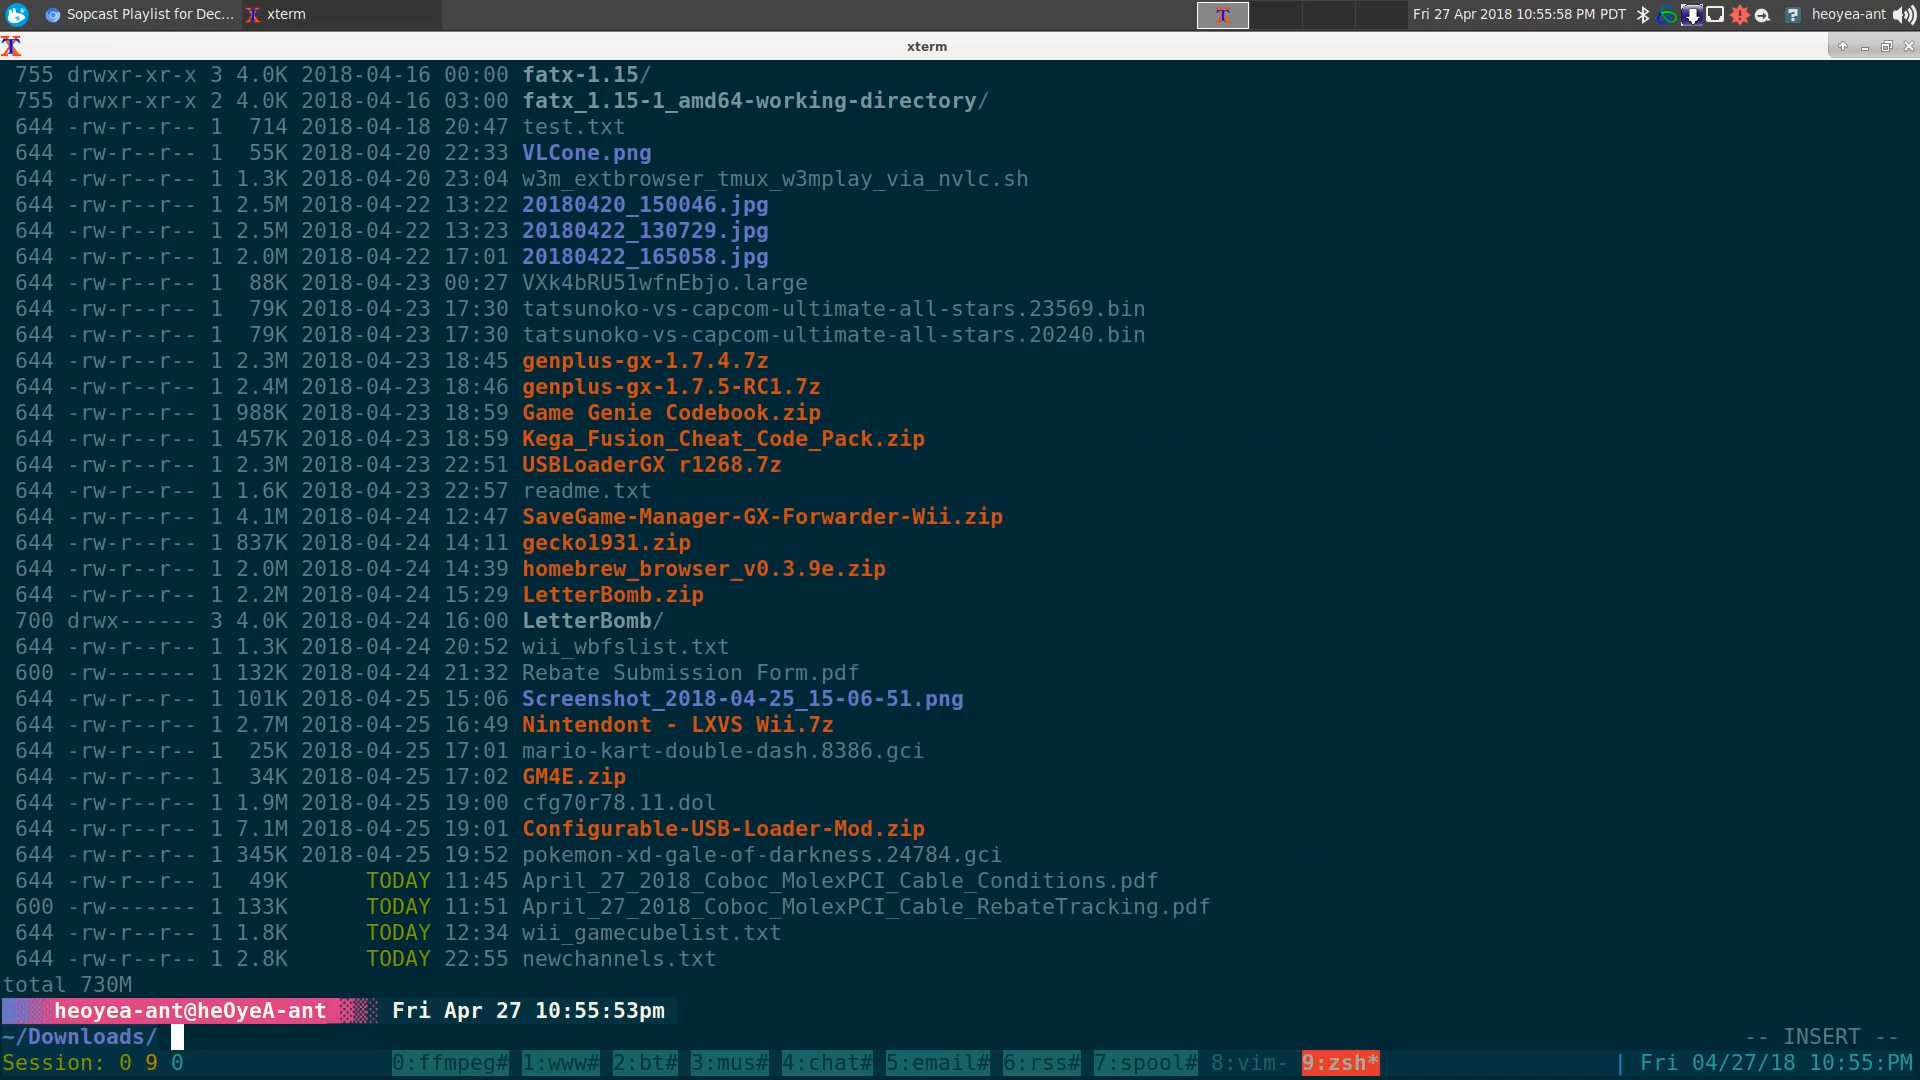 Sopcast Playlist for Dec... xterm Fri 27 Apr 2018 10:55:58 PM PDT heoyea-ant
xterm
755 drwxr-xr-x 3 4.0K 2018-04-16 00:00 fatx-1.15/
755 drwxr-xr-x 2 4.0K 2018-04-16 03:00 fatx_1.15-1_amd64-working-directory/
644 -rw-r--r-- 1 714 2018-04-18 20:47 test.txt
644 -rw-r--r-- 1 55K 2018-04-20 22:33 VLCone.png
644 -rw-r--r-- 1 1.3K 2018-04-20 23:04 w3m_extbrowser_tmux_w3mplay_via_nvlc.sh
644 -rw-r--r-- 1 2.5M 2018-04-22 13:22 20180420_150046.jpg
644 -rw-r--r-- 1 2.5M 2018-04-22 13:23 20180422_130729.jpg
644 -rw-r--r-- 1 2.0M 2018-04-22 17:01 20180422_165058.jpg
644 -rw-r--r-- 1 88K 2018-04-23 00:27 VXk4bRU51wfnEbjo.large
644 -rw-r--r-- 1 79K 2018-04-23 17:30 tatsunoko-vs-capcom-ultimate-all-stars.23569.bin
644 -rw-r--r-- 1 79K 2018-04-23 17:30 tatsunoko-vs-capcom-ultimate-all-stars.20240.bin
644 -rw-r--r-- 1 2.3M 2018-04-23 18:45 genplus-gx-1.7.4.7z
644 -rw-r--r-- 1 2.4M 2018-04-23 18:46 genplus-gx-1.7.5-RC1.7z
644 -rw-r--r-- 1 988K 2018-04-23 18:59 Game Genie Codebook.zip
644 -rw-r--r-- 1 457K 2018-04-23 18:59 Kega_Fusion_Cheat_Code_Pack.zip
644 -rw-r--r-- 1 2.3M 2018-04-23 22:51 USBLoaderGX r1268.7z
644 -rw-r--r-- 1 1.6K 2018-04-23 22:57 readme.txt
644 -rw-r--r-- 1 4.1M 2018-04-24 12:47 SaveGame-Manager-GX-Forwarder-Wii.zip
644 -rw-r--r-- 1 837K 2018-04-24 14:11 gecko1931.zip
644 -rw-r--r-- 1 2.0M 2018-04-24 14:39 homebrew_browser_v0.3.9e.zip
644 -rw-r--r-- 1 2.2M 2018-04-24 15:29 LetterBomb.zip
700 drwx------ 3 4.0K 2018-04-24 16:00 LetterBomb/
644 -rw-r--r-- 1 1.3K 2018-04-24 20:52 wii_wbfslist.txt
600 -rw------- 1 132K 2018-04-24 21:32 Rebate Submission Form.pdf
644 -rw-r--r-- 1 101K 2018-04-25 15:06 Screenshot_2018-04-25_15-06-51.png
644 -rw-r--r-- 1 2.7M 2018-04-25 16:49 Nintendont - LXVS Wii.7z
644 -rw-r--r-- 1 25K 2018-04-25 17:01 mario-kart-double-dash.8386.gci
644 -rw-r--r-- 1 34K 2018-04-25 17:02 GM4E.zip
644 -rw-r--r-- 1 1.9M 2018-04-25 19:00 cfg70r78.11.dol
644 -rw-r--r-- 1 7.1M 2018-04-25 19:01 Configurable-USB-Loader-Mod.zip
644 -rw-r--r-- 1 345K 2018-04-25 19:52 pokemon-xd-gale-of-darkness.24784.gci
644 -rw-r--r-- 1 49K TODAY 11:45 April_27_2018_Coboc_MolexPCI_Cable_Conditions.pdf
600 -rw------- 1 133K TODAY 11:51 April_27_2018_Coboc_MolexPCI_Cable_RebateTracking.pdf
644 -rw-r--r-- 1 1.8K TODAY 12:34 wii_gamecubelist.txt
644 -rw-r--r-- 1 2.8K TODAY 22:55 newchannels.txt
total 730M
heoyea-ant@heOyeA-ant Fri Apr 27 10:55:53pm
~/Downloads/ -- INSERT --
Session: 0 9 0 0:ffmpeg# 1:www# 2:bt# 3:mus# 4:chat# 5:email# 6:rss# 7:spool# 8:vim- 9:zsh* | Fri 04/27/18 10:55:PM